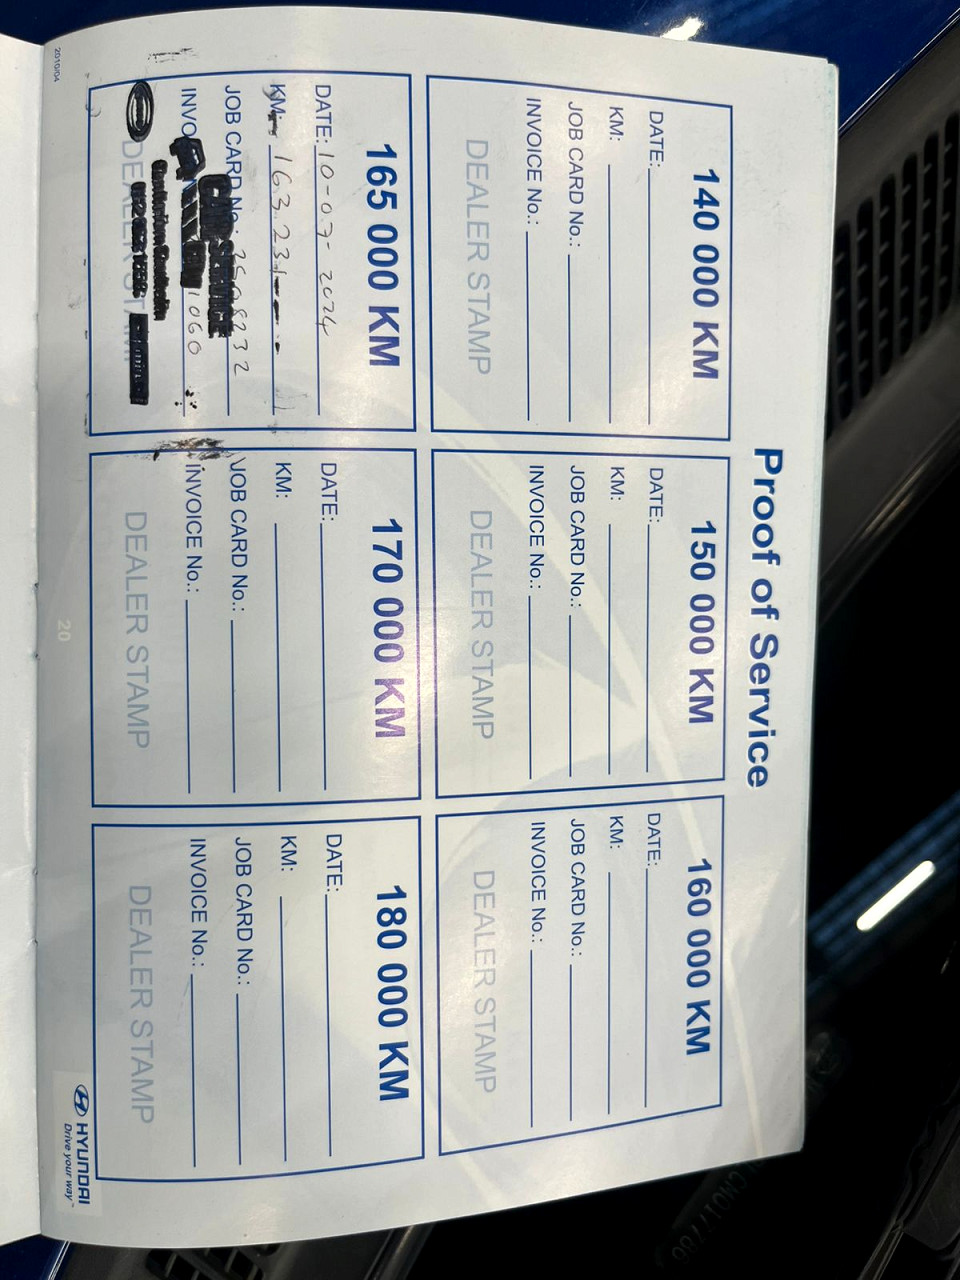 Proof of Service
140 000 KM
DATE:
KM:
JOB CARD No.:
INVOICE No.:
DEALER STAMP
150 000 KM
DATE:
KM:
JOB CARD No.:
INVOICE No.:
DEALER STAMP
160 000 KM
DATE:
KM:
JOB CARD No.:
INVOICE No.:
DEALER STAMP
165 000 KM
DATE: 10-07-2024
KM: 163 231
JOB CARD No.
DEALER STAMP
170 000 KM
DATE:
KM:
JOB CARD No.:
INVOICE No.:
DEALER STAMP
180 000 KM
DATE:
KM:
JOB CARD No.:
INVOICE No.:
DEALER STAMP
2010/04
20
HYUNDAI
Drive your way™